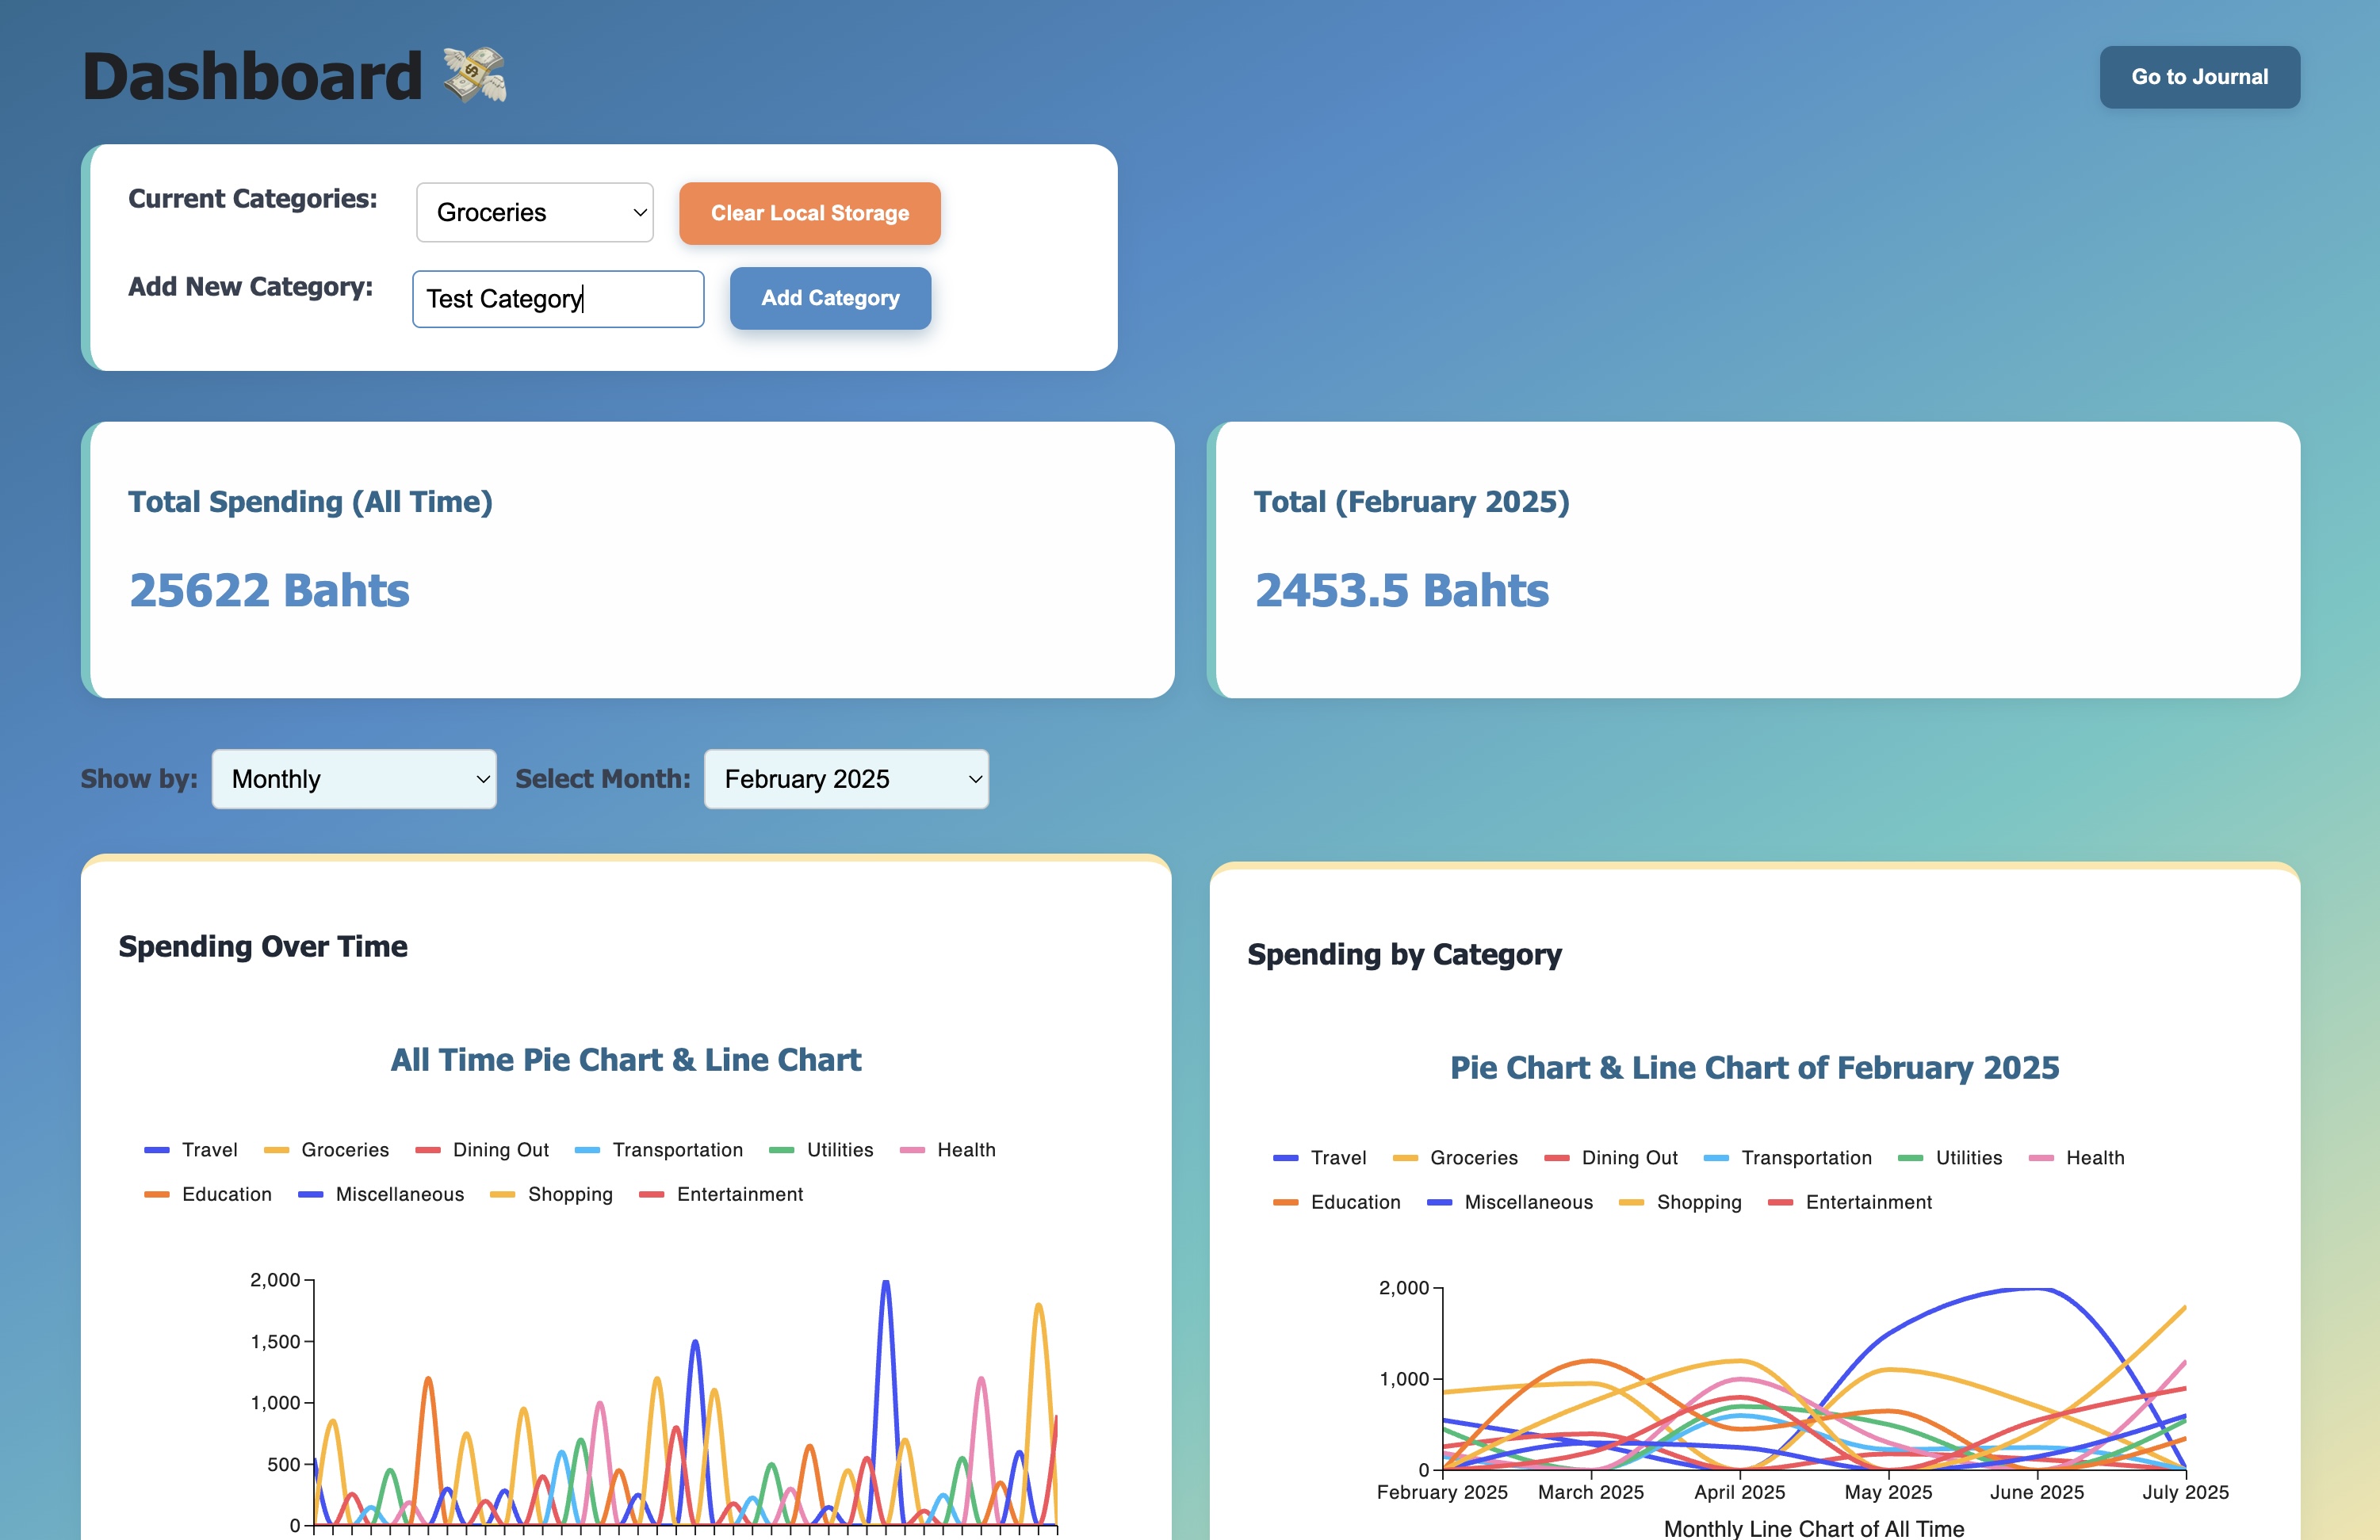 Dashboard 💸
Go to Journal
Current Categories:
Groceries
Clear Local Storage
Add New Category:
Test Category
Add Category
Total Spending (All Time)
25622 Bahts
Total (February 2025)
2453.5 Bahts
Show by:
Monthly
Select Month:
February 2025
Spending Over Time
All Time Pie Chart & Line Chart
Travel Groceries Dining Out Transportation Utilities Health
Education Miscellaneous Shopping Entertainment
2,000
1,500
1,000
500
0
Spending by Category
Pie Chart & Line Chart of February 2025
Travel Groceries Dining Out Transportation Utilities Health
Education Miscellaneous Shopping Entertainment
2,000
1,000
0
February 2025 March 2025 April 2025 May 2025 June 2025 July 2025
Monthly Line Chart of All Time